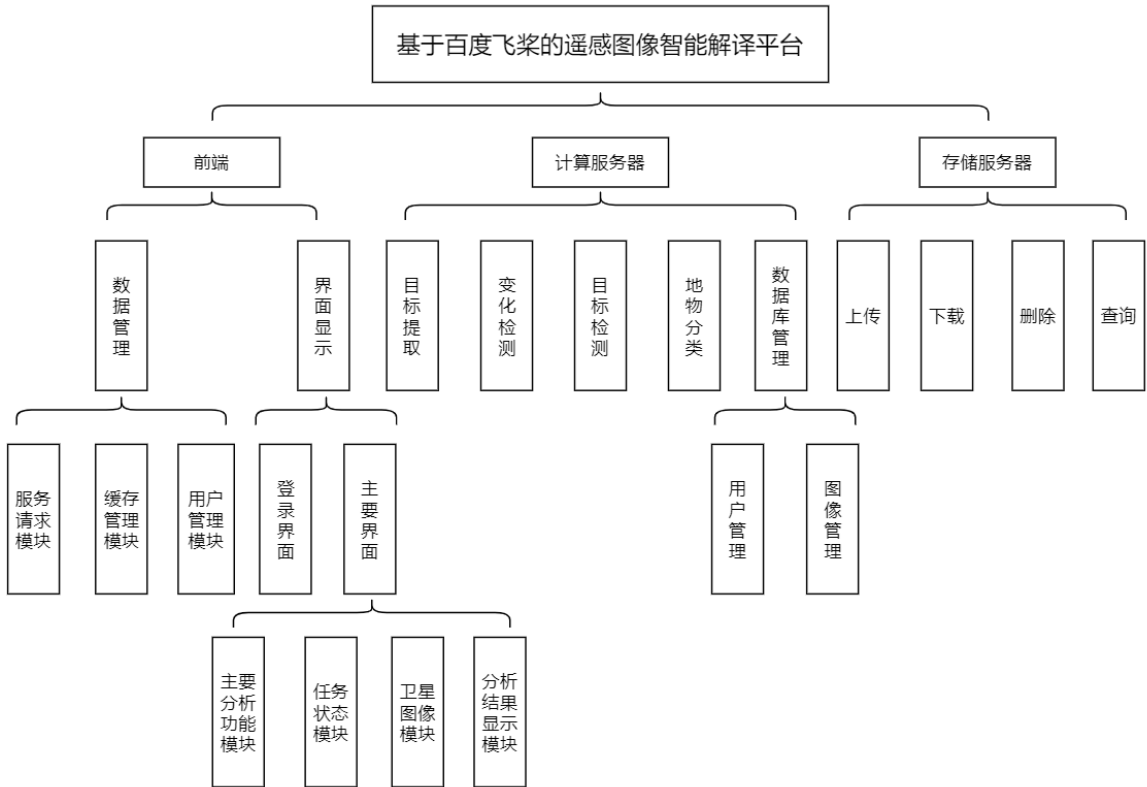 基于百度飞桨的遥感图像智能解译平台
前端
计算服务器
存储服务器
数据管理
界面显示
目标提取
变化检测
目标检测
地物分类
数据库管理
上传
下载
删除
查询
服务
请求
模块
缓存
管理
模块
用户
管理
模块
登录界面
主要界面
用户管理
图像管理
主要
分析
功能
模块
任务
状态
模块
卫星
图像
模块
分析
结果
显示
模块